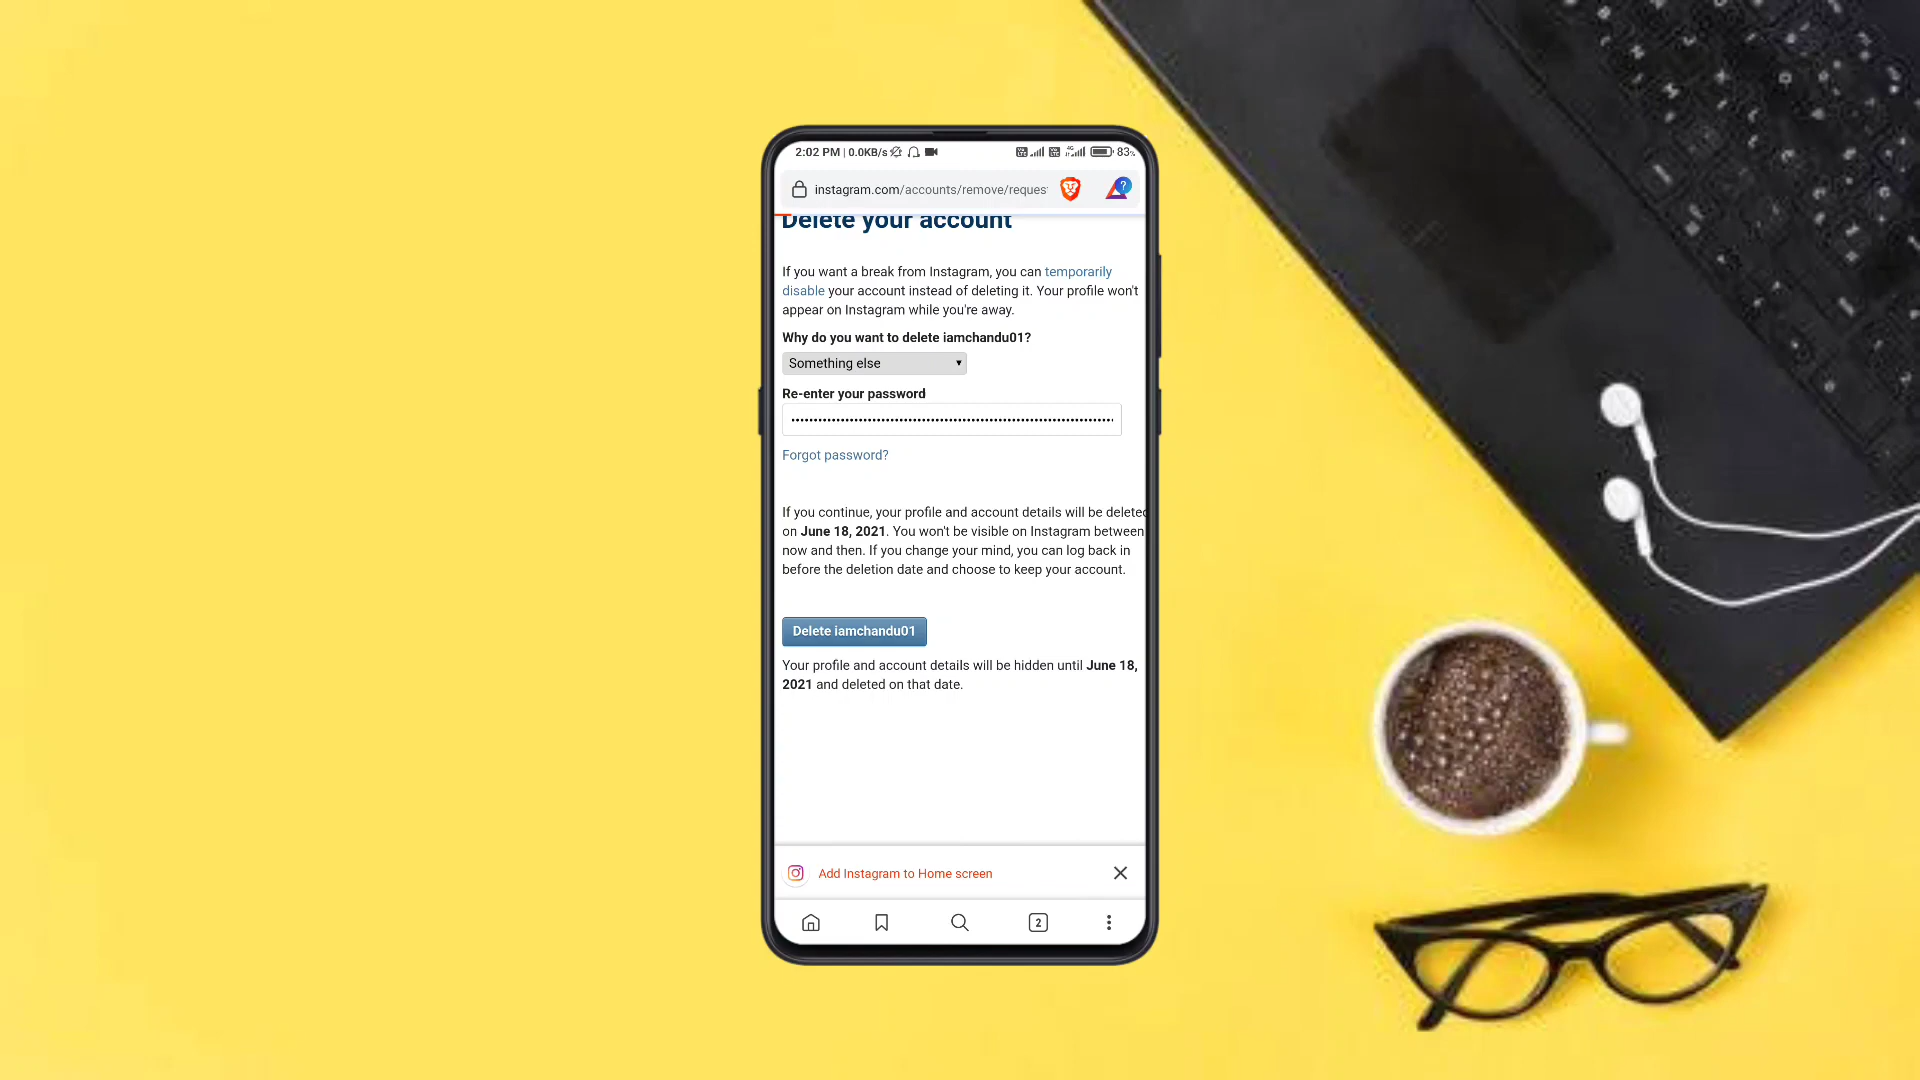 2:02 PM | 0.0KB/s 83%
instagram.com/accounts/remove/reques
Delete your account
If you want a break from Instagram, you can temporarily
disable your account instead of deleting it. Your profile won't
appear on Instagram while you're away.
Why do you want to delete iamchandu01?
Something else
Re-enter your password
Forgot password?
If you continue, your profile and account details will be deleted
on June 18, 2021. You won't be visible on Instagram between
now and then. If you change your mind, you can log back in
before the deletion date and choose to keep your account.
Delete iamchandu01
Your profile and account details will be hidden until June 18,
2021 and deleted on that date.
Add Instagram to Home screen
2